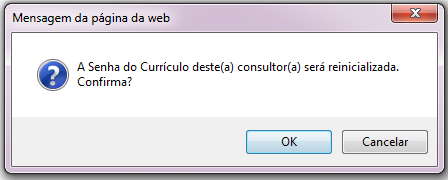 Mensagem da página da web
A Senha do Currículo deste(a) consultor(a) será reinicializada.
Confirma?
OK
Cancelar